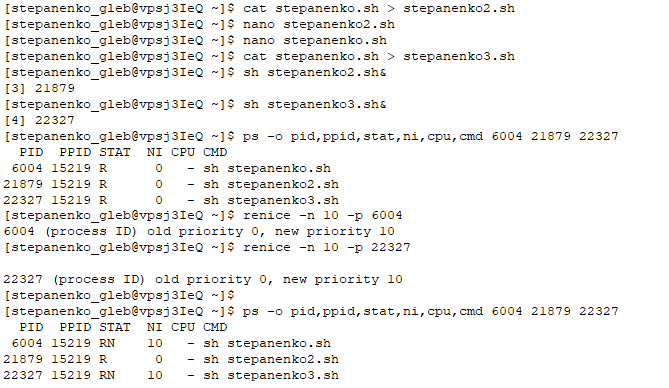 [stepanenko_gleb@vpsj3IeQ ~]$ cat stepanenko.sh > stepanenko2.sh
[stepanenko_gleb@vpsj3IeQ ~]$ nano stepanenko2.sh
[stepanenko_gleb@vpsj3IeQ ~]$ nano stepanenko.sh
[stepanenko_gleb@vpsj3IeQ ~]$ cat stepanenko.sh > stepanenko3.sh
[stepanenko_gleb@vpsj3IeQ ~]$ sh stepanenko2.sh&
[3] 21879
[stepanenko_gleb@vpsj3IeQ ~]$ sh stepanenko3.sh&
[4] 22327
[stepanenko_gleb@vpsj3IeQ ~]$ ps -o pid,ppid,stat,ni,cpu,cmd 6004 21879 22327
  PID  PPID STAT  NI CPU CMD
 6004 15219 R      0   - sh stepanenko.sh
21879 15219 R      0   - sh stepanenko2.sh
22327 15219 R      0   - sh stepanenko3.sh
[stepanenko_gleb@vpsj3IeQ ~]$ renice -n 10 -p 6004
6004 (process ID) old priority 0, new priority 10
[stepanenko_gleb@vpsj3IeQ ~]$ renice -n 10 -p 22327
22327 (process ID) old priority 0, new priority 10
[stepanenko_gleb@vpsj3IeQ ~]$
[stepanenko_gleb@vpsj3IeQ ~]$ ps -o pid,ppid,stat,ni,cpu,cmd 6004 21879 22327
  PID  PPID STAT  NI CPU CMD
 6004 15219 RN    10   - sh stepanenko.sh
21879 15219 R      0   - sh stepanenko2.sh
22327 15219 RN    10   - sh stepanenko3.sh